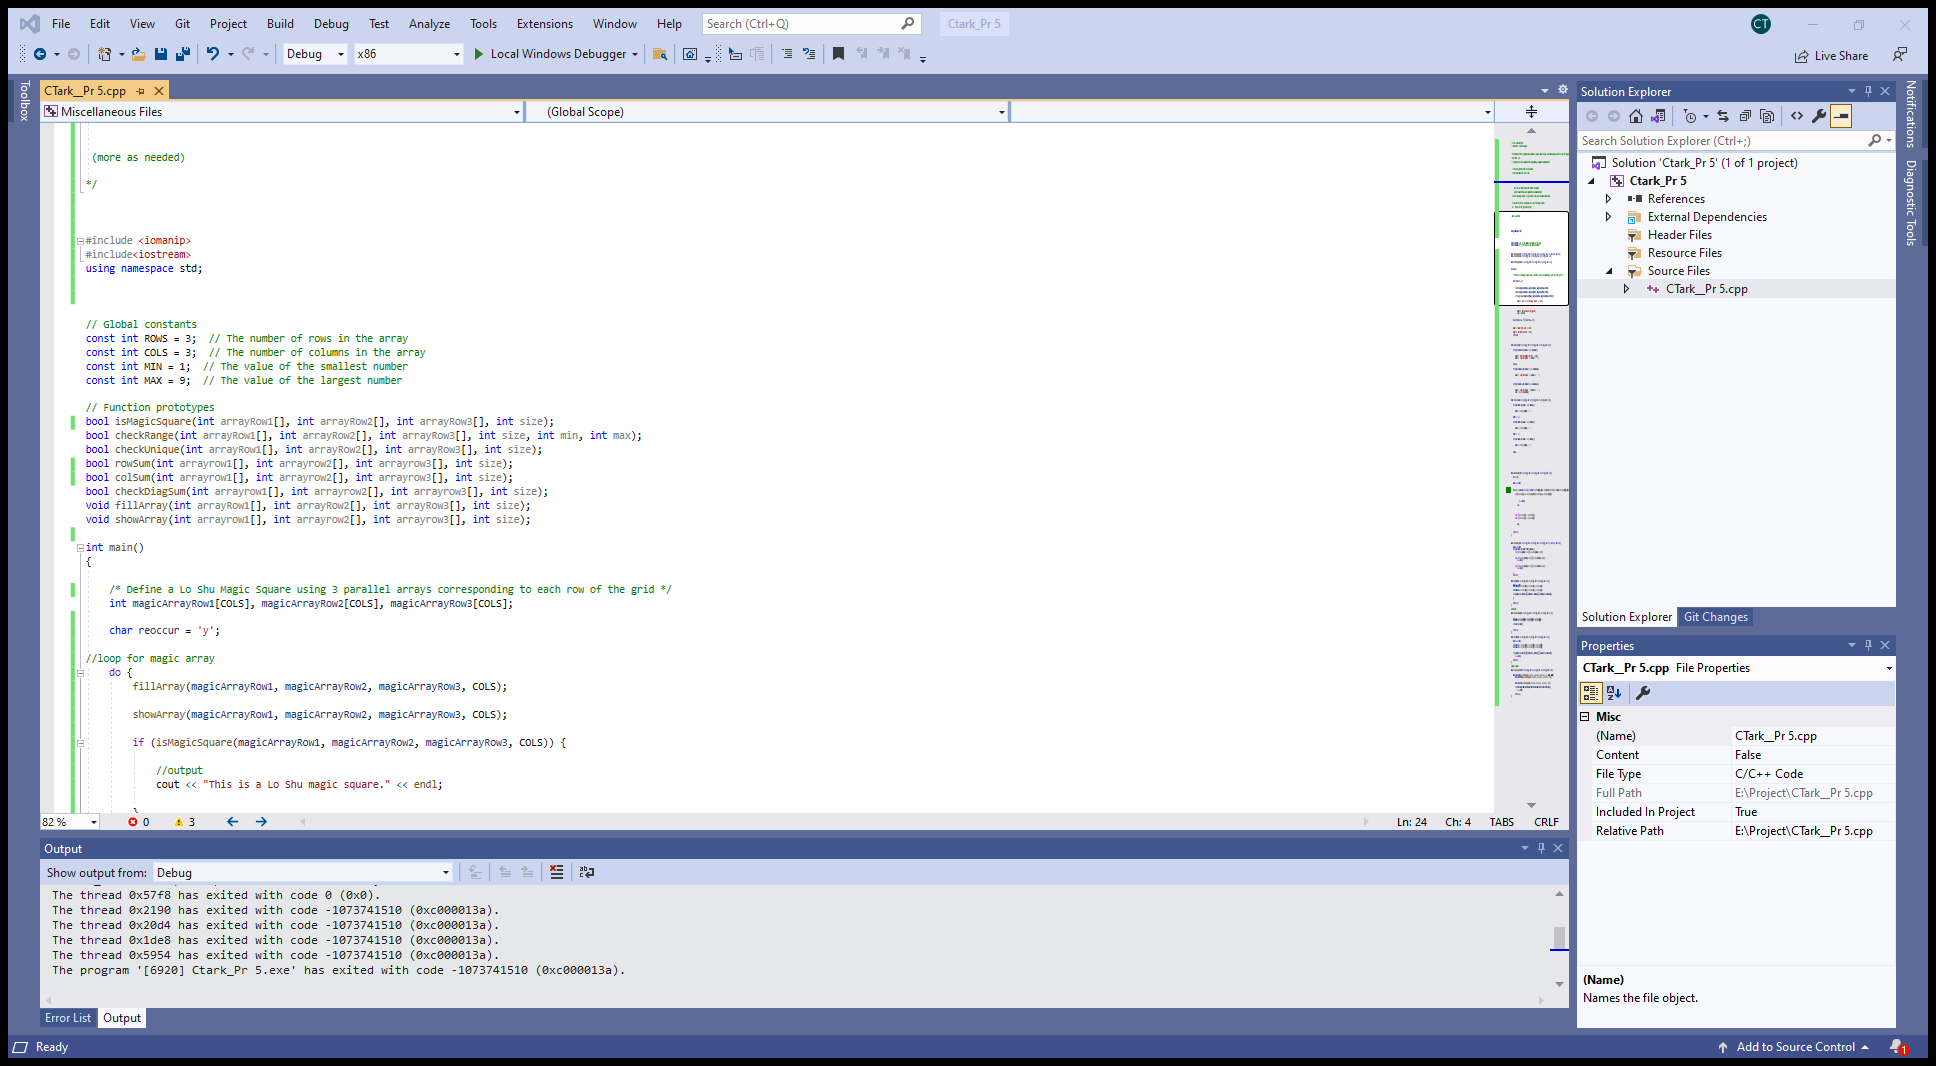 File Edit View Git Project Build Debug Test Analyze Tools Extensions Window Help Search (Ctrl+Q) Ctark_Pr 5 CT
Debug x86 Local Windows Debugger Live Share
Toolbox
CTark__Pr 5.cpp
Miscellaneous Files (Global Scope)
(more as needed)
*/
#include <iomanip>
#include<iostream>
using namespace std;
// Global constants
const int ROWS = 3;  // The number of rows in the array
const int COLS = 3;  // The number of columns in the array
const int MIN = 1;  // The value of the smallest number
const int MAX = 9;  // The value of the largest number
// Function prototypes
bool isMagicSquare(int arrayRow1[], int arrayRow2[], int arrayRow3[], int size);
bool checkRange(int arrayRow1[], int arrayRow2[], int arrayRow3[], int size, int min, int max);
bool checkUnique(int arrayRow1[], int arrayRow2[], int arrayRow3[], int size);
bool rowSum(int arrayrow1[], int arrayrow2[], int arrayrow3[], int size);
bool colSum(int arrayrow1[], int arrayrow2[], int arrayrow3[], int size);
bool checkDiagSum(int arrayrow1[], int arrayrow2[], int arrayrow3[], int size);
void fillArray(int arrayRow1[], int arrayRow2[], int arrayRow3[], int size);
void showArray(int arrayrow1[], int arrayrow2[], int arrayrow3[], int size);
int main()
{
/* Define a Lo Shu Magic Square using 3 parallel arrays corresponding to each row of the grid */
int magicArrayRow1[COLS], magicArrayRow2[COLS], magicArrayRow3[COLS];
char reoccur = 'y';
//loop for magic array
do {
fillArray(magicArrayRow1, magicArrayRow2, magicArrayRow3, COLS);
showArray(magicArrayRow1, magicArrayRow2, magicArrayRow3, COLS);
if (isMagicSquare(magicArrayRow1, magicArrayRow2, magicArrayRow3, COLS)) {
//output
cout << "This is a Lo Shu magic square." << endl;
}
82 % 0 3 Ln: 24 Ch: 4 TABS CRLF
Output
Show output from: Debug
The thread 0x57f8 has exited with code 0 (0x0).
The thread 0x2190 has exited with code -1073741510 (0xc000013a).
The thread 0x20d4 has exited with code -1073741510 (0xc000013a).
The thread 0x1de8 has exited with code -1073741510 (0xc000013a).
The thread 0x5954 has exited with code -1073741510 (0xc000013a).
The program '[6920] Ctark_Pr 5.exe' has exited with code -1073741510 (0xc000013a).
Error List Output
Solution Explorer
Search Solution Explorer (Ctrl+;)
Solution 'Ctark_Pr 5' (1 of 1 project)
Ctark_Pr 5
References
External Dependencies
Header Files
Resource Files
Source Files
CTark__Pr 5.cpp
Solution Explorer Git Changes
Properties
CTark__Pr 5.cpp File Properties
Misc
(Name) CTark__Pr 5.cpp
Content False
File Type C/C++ Code
Full Path E:\Project\CTark__Pr 5.cpp
Included In Project True
Relative Path E:\Project\CTark__Pr 5.cpp
(Name)
Names the file object.
Notifications
Diagnostic Tools
Ready Add to Source Control 1